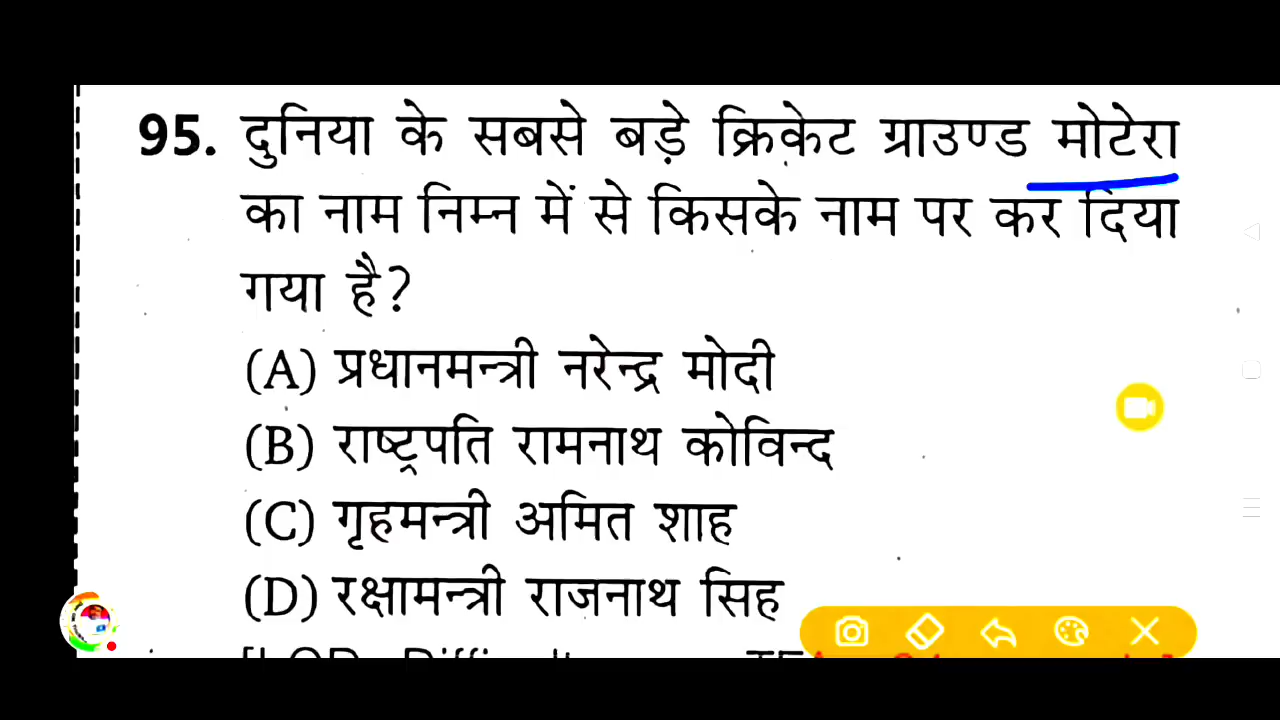 95. दुनिया के सबसे बड़े क्रिकेट ग्राउण्ड मोटेरा
का नाम निम्न में से किसके नाम पर कर दिया
गया है?
(A) प्रधानमन्त्री नरेन्द्र मोदी
(B) राष्ट्रपति रामनाथ कोविन्द
(C) गृहमन्त्री अमित शाह
(D) रक्षामन्त्री राजनाथ सिंह